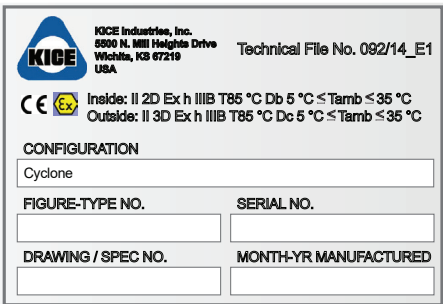 KICE
KICE Industries, Inc.
5500 N. Mill Heights Drive
Wichita, KS 67219
USA
Technical File No. 092/14_E1
CE Ex Inside: II 2D Ex h IIIB T85 °C Db 5 °C ≤ Tamb ≤ 35 °C
Outside: II 3D Ex h IIIB T85 °C Dc 5 °C ≤ Tamb ≤ 35 °C
CONFIGURATION
Cyclone
FIGURE-TYPE NO. SERIAL NO.
DRAWING / SPEC NO. MONTH-YR MANUFACTURED